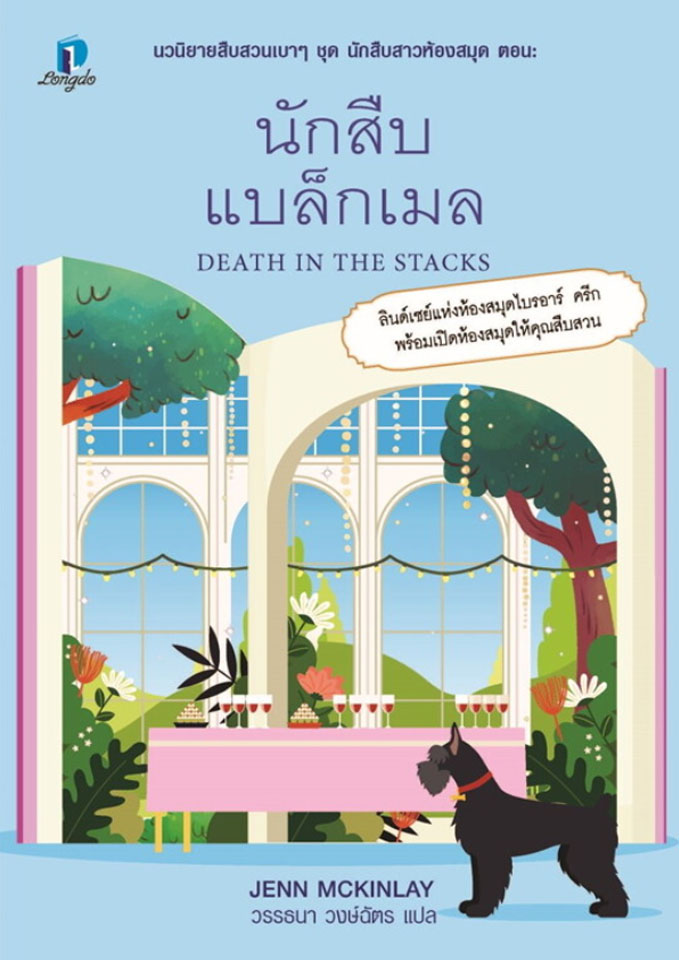 Longdo
นวนิยายสืบสวนเบาๆ ชุด นักสืบสาวห้องสมุด ตอน:
นักสืบ
แบล็กเมล
DEATH IN THE STACKS
ลินด์เซย์แห่งห้องสมุดไบรอาร์ ครีก
พร้อมเปิดห้องสมุดให้คุณสืบสวน
JENN MCKINLAY
วรรธนา วงษ์ฉัตร แปล